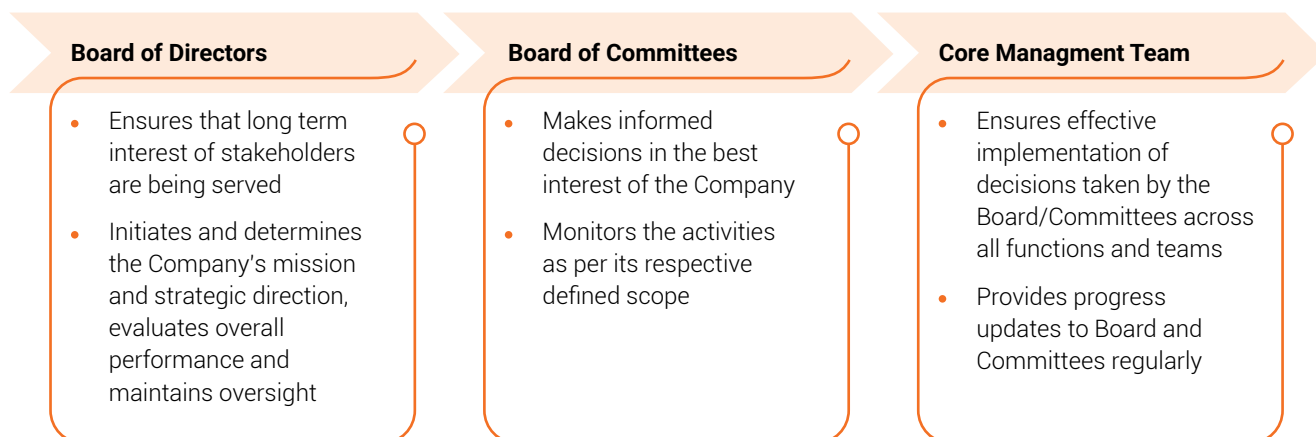 Board of Directors
• Ensures that long term
interest of stakeholders
are being served
• Initiates and determines
the Company's mission
and strategic direction,
evaluates overall
performance and
maintains oversight
Board of Committees
• Makes informed
decisions in the best
interest of the Company
• Monitors the activities
as per its respective
defined scope
Core Managment Team
• Ensures effective
implementation of
decisions taken by the
Board/Committees across
all functions and teams
• Provides progress
updates to Board and
Committees regularly